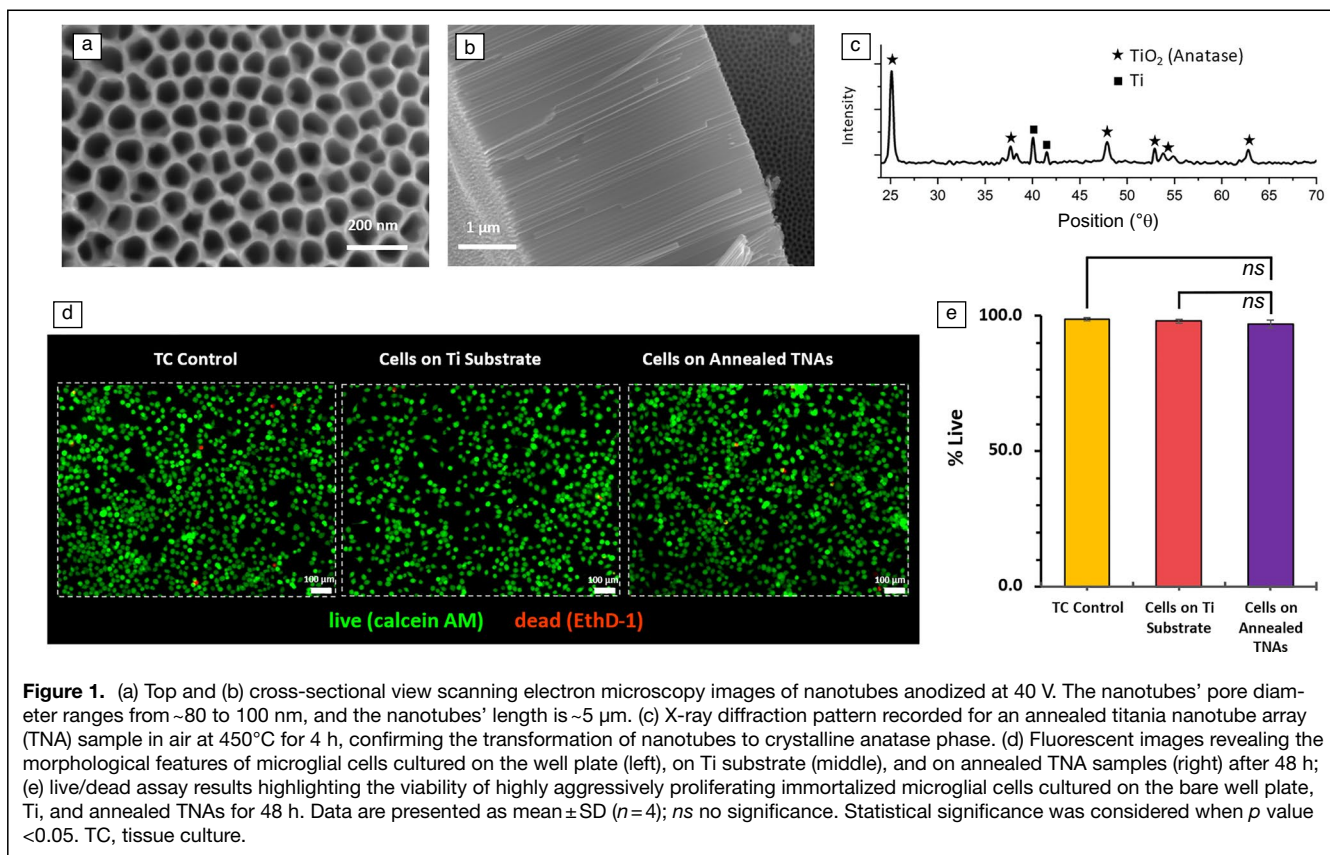 a
200 nm
b
1 µm
c
Intensity
★ TiO2 (Anatase)
■ Ti
25 30 35 40 45 50 55 60 65 70
Position (°θ)
d
TC Control Cells on Ti Substrate Cells on Annealed TNAs
100 µm 100 µm 100 µm
live (calcein AM) dead (EthD-1)
e
ns
ns
% Live
100.0
50.0
0.0
TC Control Cells on Ti Substrate Cells on Annealed TNAs
Figure 1. (a) Top and (b) cross-sectional view scanning electron microscopy images of nanotubes anodized at 40 V. The nanotubes' pore diam-
eter ranges from ~80 to 100 nm, and the nanotubes' length is ~5 µm. (c) X-ray diffraction pattern recorded for an annealed titania nanotube array
(TNA) sample in air at 450°C for 4 h, confirming the transformation of nanotubes to crystalline anatase phase. (d) Fluorescent images revealing the
morphological features of microglial cells cultured on the well plate (left), on Ti substrate (middle), and on annealed TNA samples (right) after 48 h;
(e) live/dead assay results highlighting the viability of highly aggressively proliferating immortalized microglial cells cultured on the bare well plate,
Ti, and annealed TNAs for 48 h. Data are presented as mean ± SD (n = 4); ns no significance. Statistical significance was considered when p value
<0.05. TC, tissue culture.